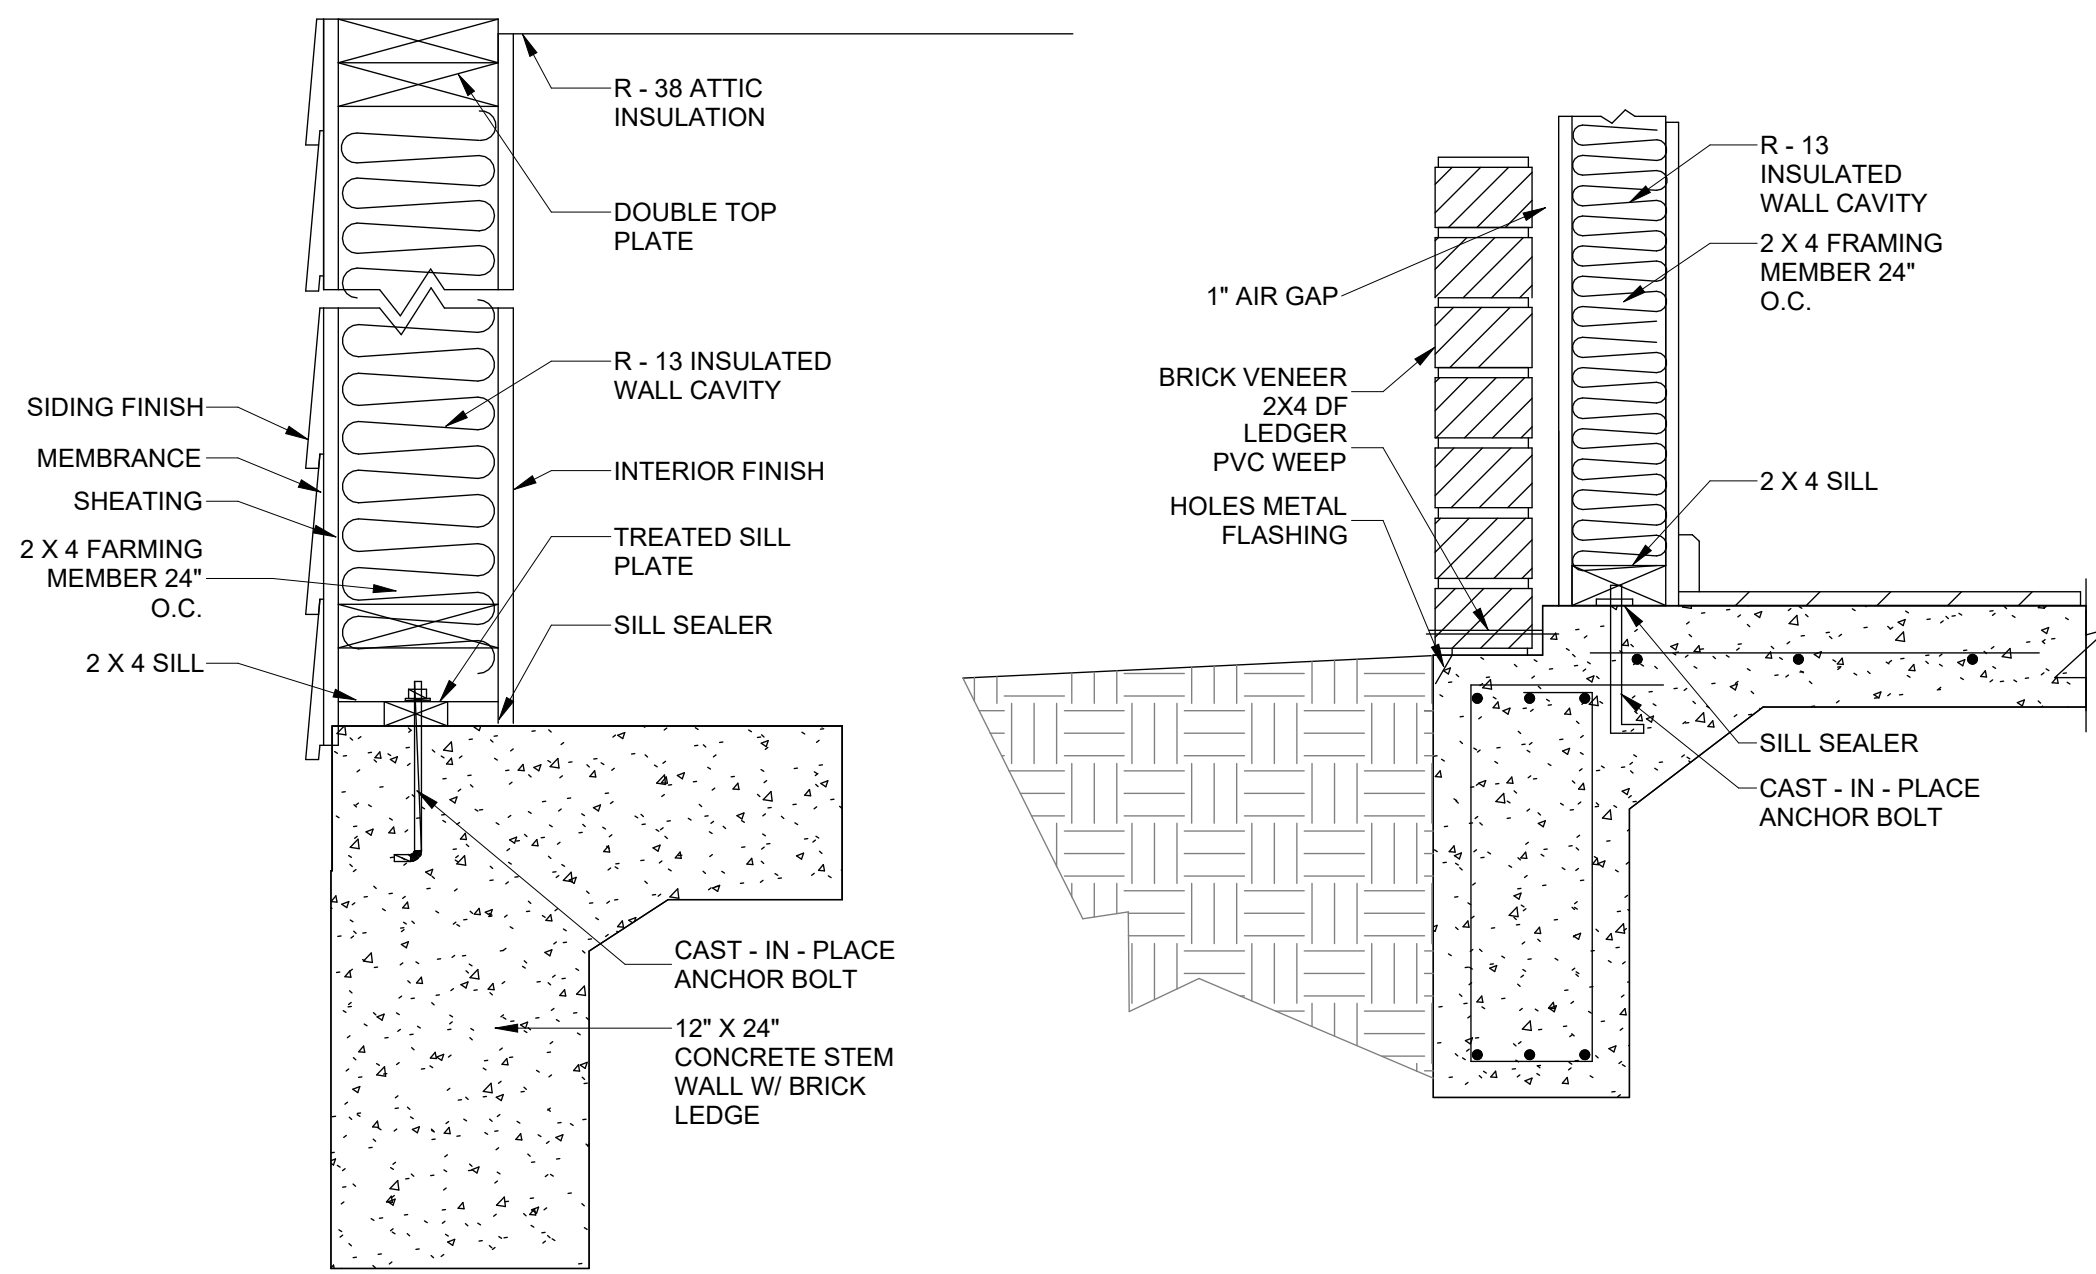 R - 38 ATTIC
INSULATION
DOUBLE TOP
PLATE
R - 13 INSULATED
WALL CAVITY
SIDING FINISH
MEMBRANCE
SHEATING
2 X 4 FARMING
MEMBER 24"
O.C.
2 X 4 SILL
INTERIOR FINISH
TREATED SILL
PLATE
SILL SEALER
CAST - IN - PLACE
ANCHOR BOLT
12" X 24"
CONCRETE STEM
WALL W/ BRICK
LEDGE
1" AIR GAP
BRICK VENEER
2X4 DF
LEDGER
PVC WEEP
HOLES METAL
FLASHING
R - 13
INSULATED
WALL CAVITY
2 X 4 FRAMING
MEMBER 24"
O.C.
2 X 4 SILL
SILL SEALER
CAST - IN - PLACE
ANCHOR BOLT